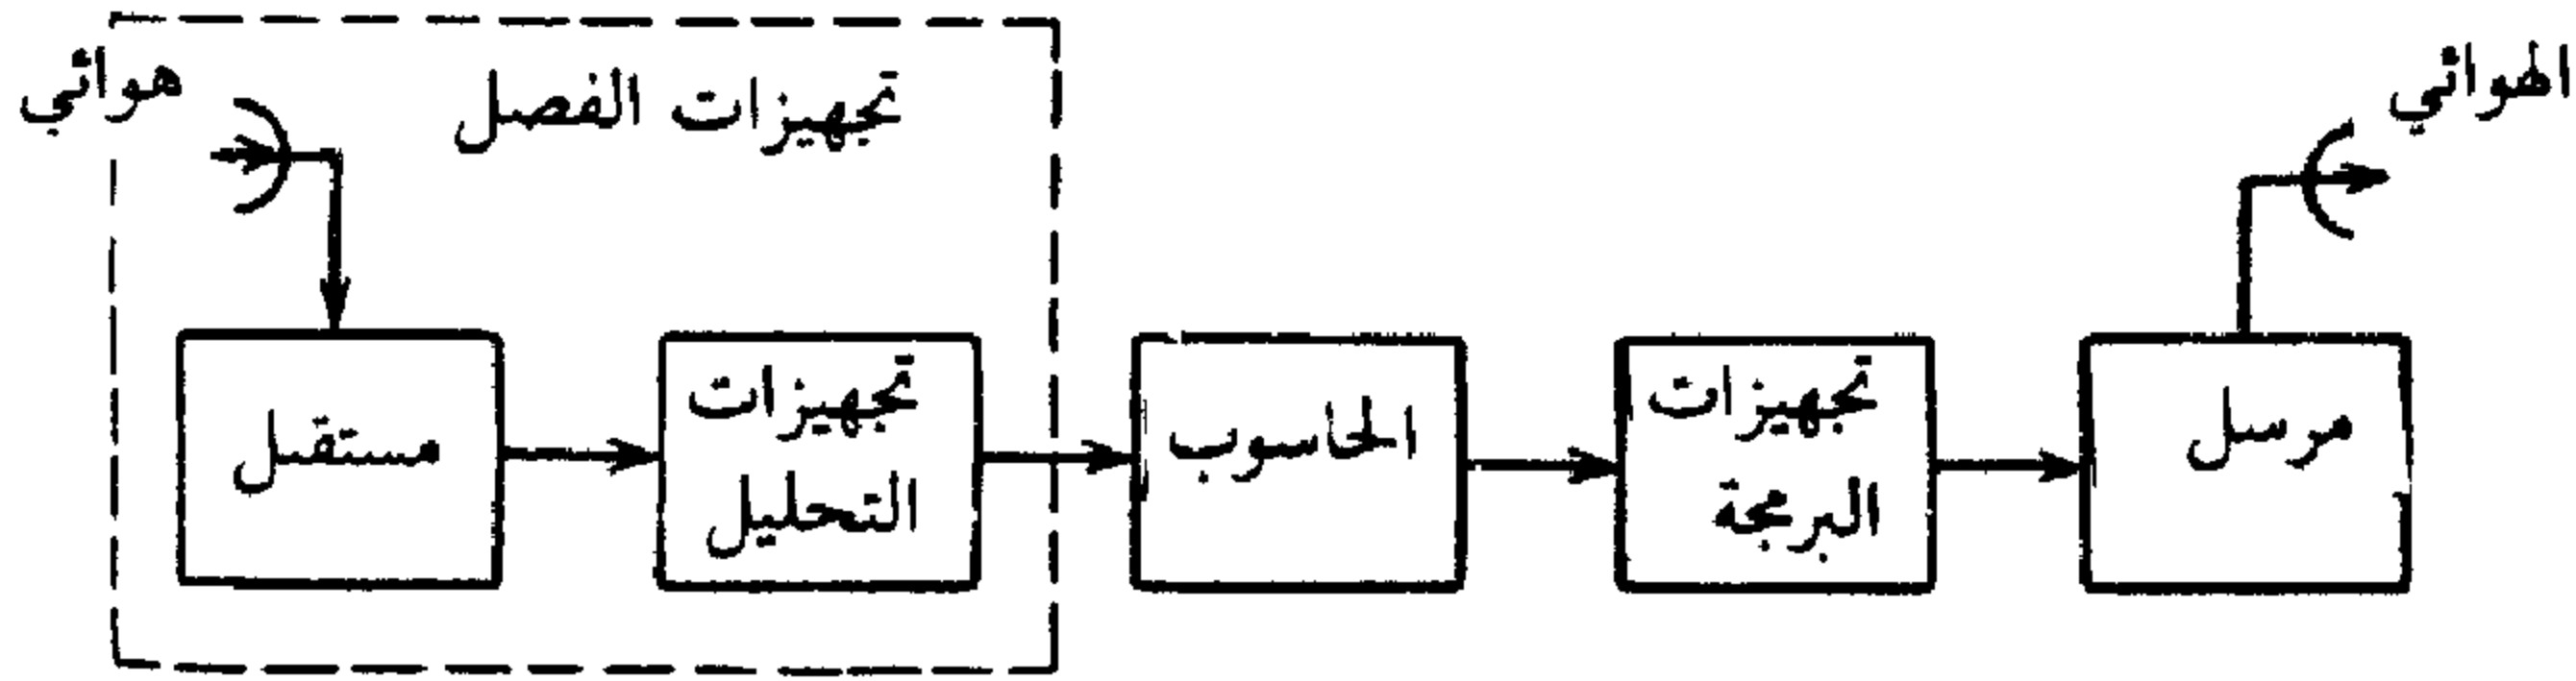 هوائي
تجهيزات الفصل
الهوائي
مستقبل
تجهيزات
التحليل
الحاسوب
تجهيزات
البرمجة
مرسل